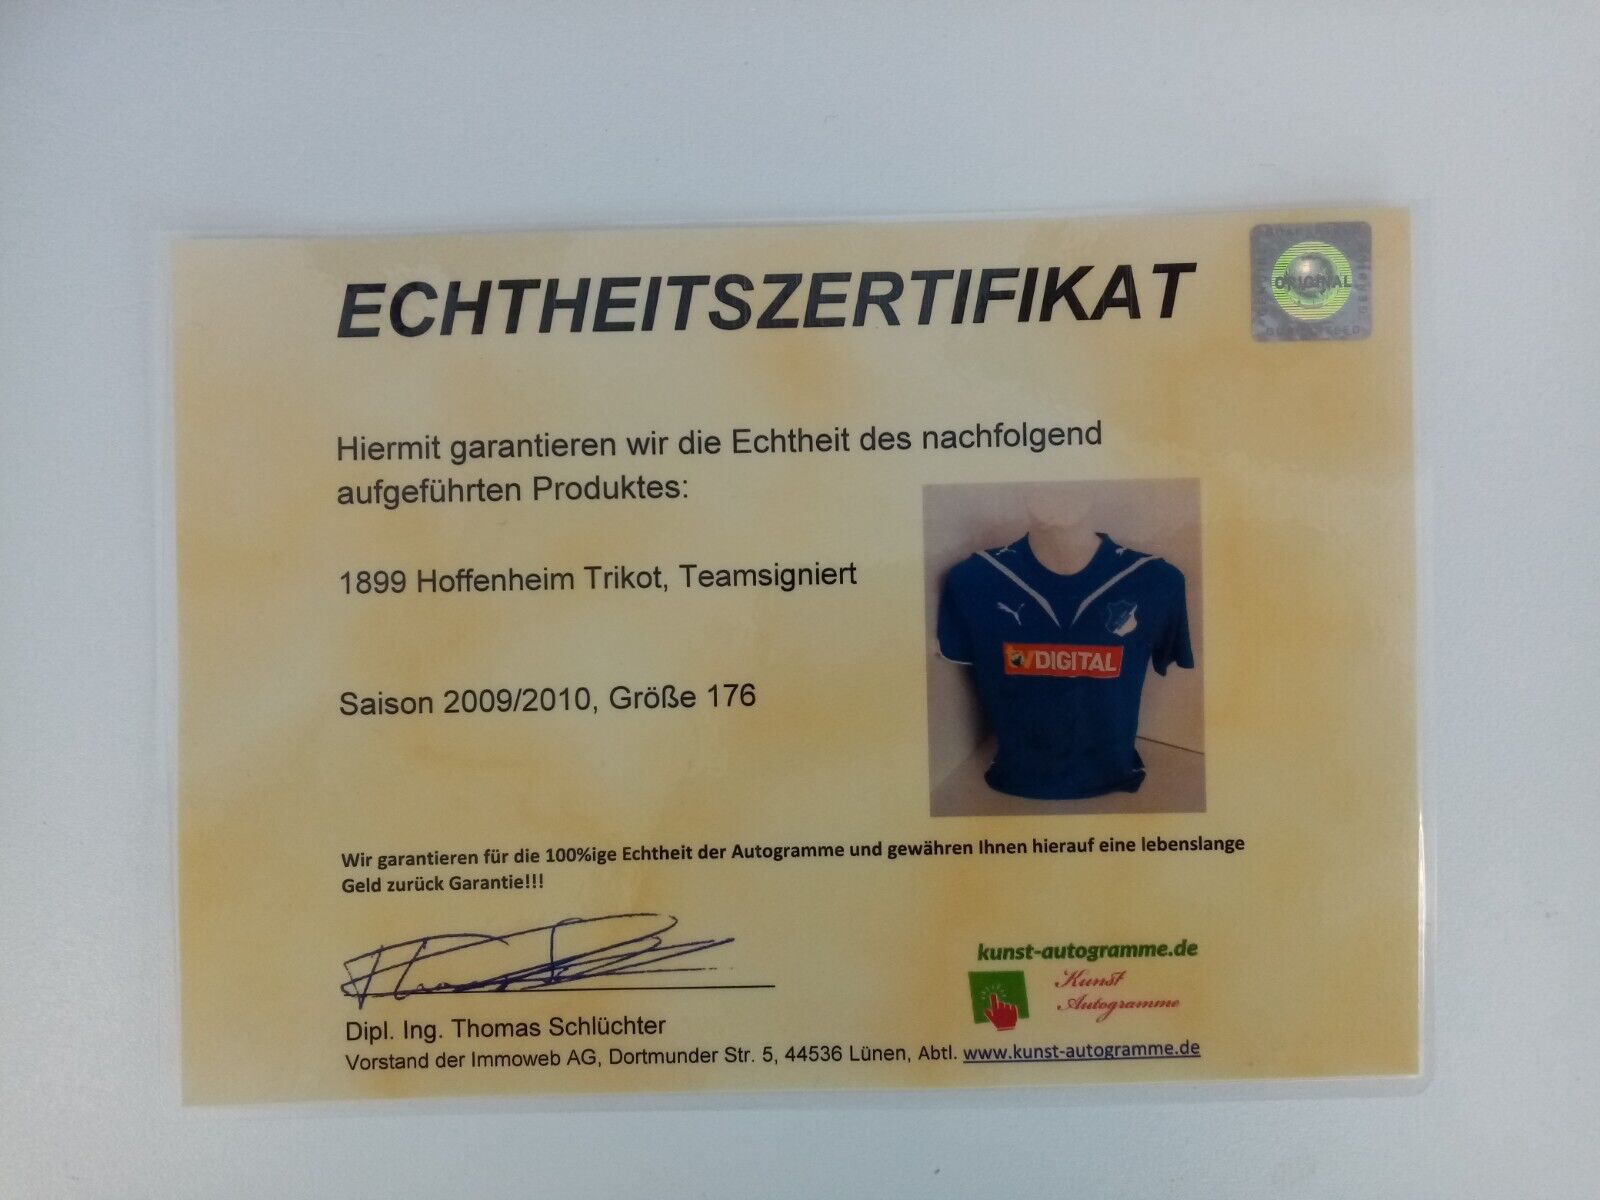 ECHTHEITSZERTIFIKAT
ORIGINAL
Hiermit garantieren wir die Echtheit des nachfolgend
aufgeführten Produktes:
1899 Hoffenheim Trikot, Teamsigniert
Saison 2009/2010, Größe 176
tvDIGITAL
Wir garantieren für die 100%ige Echtheit der Autogramme und gewähren Ihnen hierauf eine lebenslange
Geld zurück Garantie!!!
kunst-autogramme.de
Kunst
Autogramme
Dipl. Ing. Thomas Schlüchter
Vorstand der Immoweb AG, Dortmunder Str. 5, 44536 Lünen, Abtl. www.kunst-autogramme.de